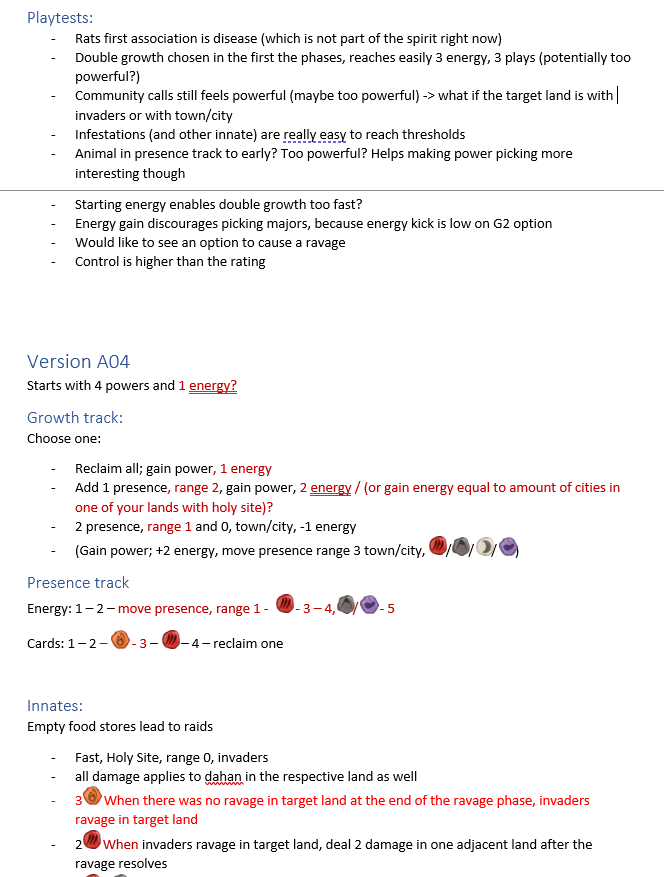 Playtests:
- Rats first association is disease (which is not part of the spirit right now)
- Double growth chosen in the first the phases, reaches easily 3 energy, 3 plays (potentially too
powerful?)
- Community calls still feels powerful (maybe too powerful) -> what if the target land is with
invaders or with town/city
- Infestations (and other innate) are really easy to reach thresholds
- Animal in presence track to early? Too powerful? Helps making power picking more
interesting though
- Starting energy enables double growth too fast?
- Energy gain discourages picking majors, because energy kick is low on G2 option
- Would like to see an option to cause a ravage
- Control is higher than the rating
Version A04
Starts with 4 powers and 1 energy?
Growth track:
Choose one:
- Reclaim all; gain power, 1 energy
- Add 1 presence, range 2, gain power, 2 energy / (or gain energy equal to amount of cities in
one of your lands with holy site)?
- 2 presence, range 1 and 0, town/city, -1 energy
- (Gain power; +2 energy, move presence range 3 town/city, / / / )
Presence track
Energy: 1 – 2 – move presence, range 1 - - 3 – 4, / - 5
Cards: 1 – 2 – - 3 – – 4 – reclaim one
Innates:
Empty food stores lead to raids
- Fast, Holy Site, range 0, invaders
- all damage applies to dahan in the respective land as well
- 3 When there was no ravage in target land at the end of the ravage phase, invaders
ravage in target land
- 2 When invaders ravage in target land, deal 2 damage in one adjacent land after the
ravage resolves